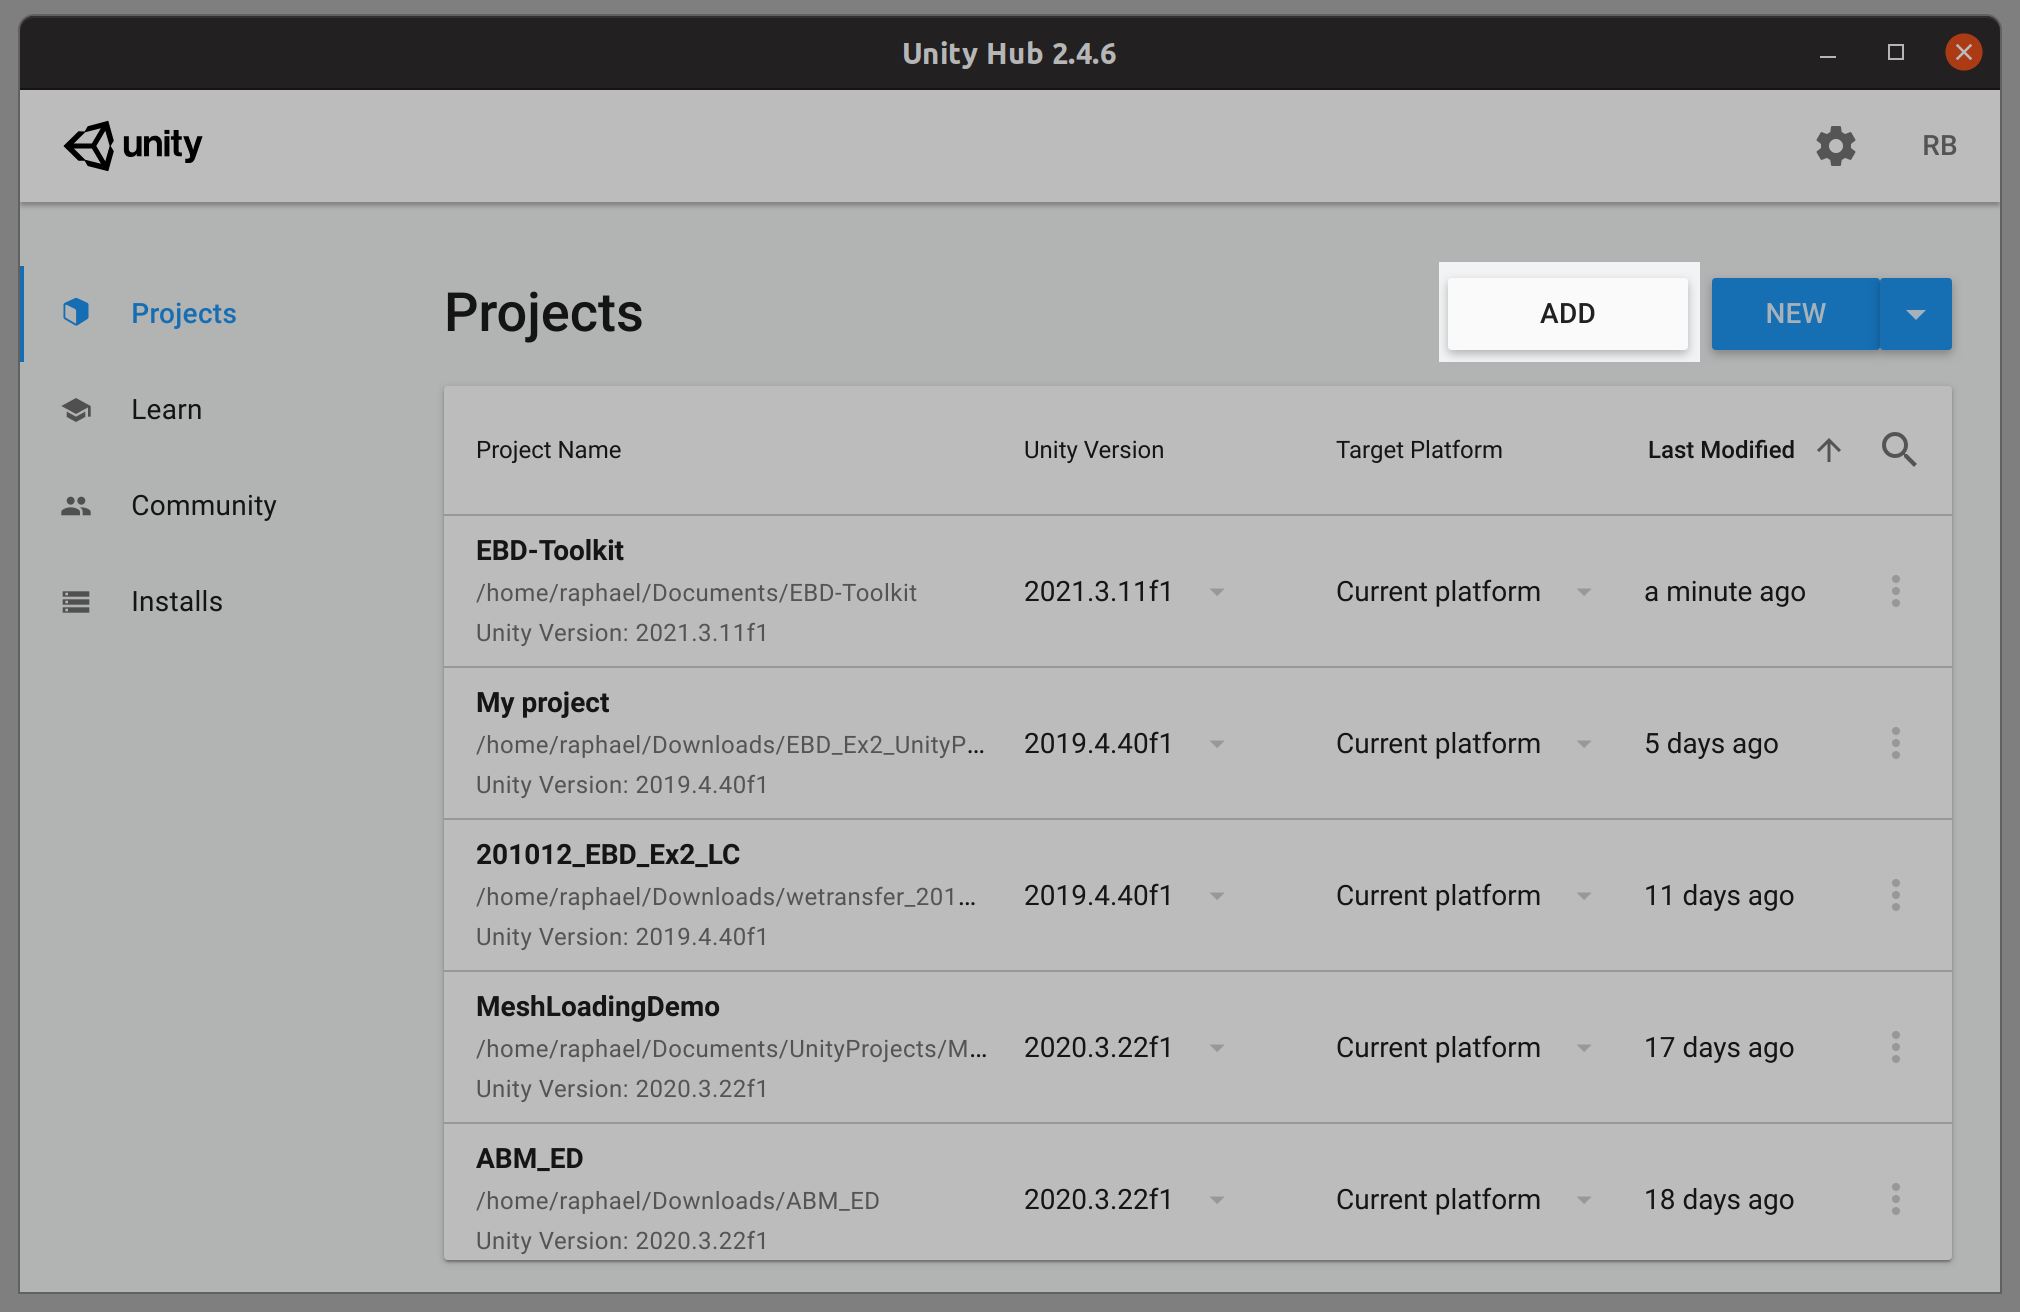 Unity Hub 2.4.6
unity
RB
Projects
Learn
Community
Installs
Projects
ADD
NEW
Project Name Unity Version Target Platform Last Modified
EBD-Toolkit
/home/raphael/Documents/EBD-Toolkit
Unity Version: 2021.3.11f1
2021.3.11f1 Current platform a minute ago
My project
/home/raphael/Downloads/EBD_Ex2_UnityP...
Unity Version: 2019.4.40f1
2019.4.40f1 Current platform 5 days ago
201012_EBD_Ex2_LC
/home/raphael/Downloads/wetransfer_201...
Unity Version: 2019.4.40f1
2019.4.40f1 Current platform 11 days ago
MeshLoadingDemo
/home/raphael/Documents/UnityProjects/M...
Unity Version: 2020.3.22f1
2020.3.22f1 Current platform 17 days ago
ABM_ED
/home/raphael/Downloads/ABM_ED
Unity Version: 2020.3.22f1
2020.3.22f1 Current platform 18 days ago